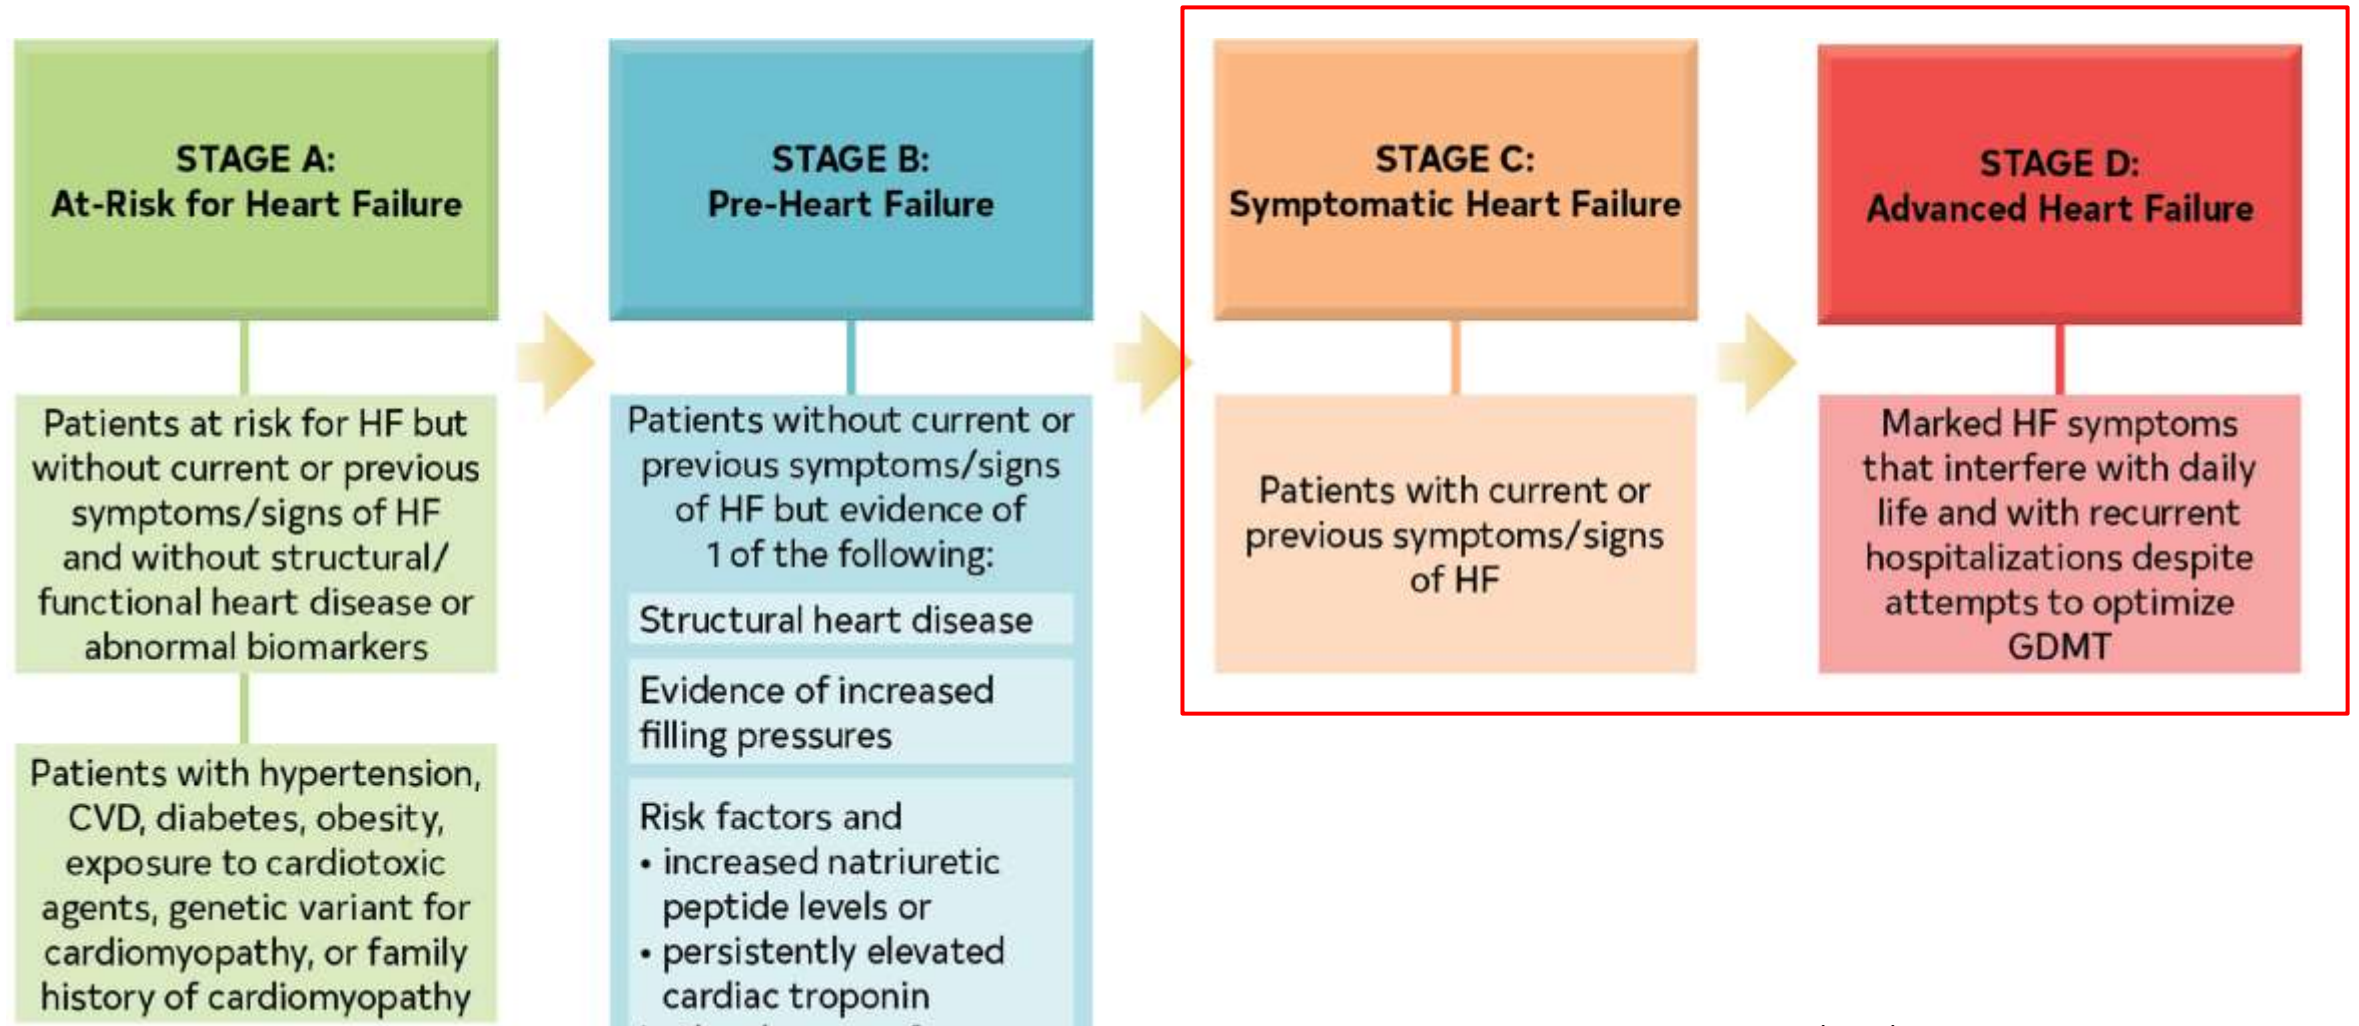 STAGE A:
At-Risk for Heart Failure
Patients at risk for HF but
without current or previous
symptoms/signs of HF
and without structural/
functional heart disease or
abnormal biomarkers
Patients with hypertension,
CVD, diabetes, obesity,
exposure to cardiotoxic
agents, genetic variant for
cardiomyopathy, or family
history of cardiomyopathy
STAGE B:
Pre-Heart Failure
Patients without current or
previous symptoms/signs
of HF but evidence of
1 of the following:
Structural heart disease
Evidence of increased
filling pressures
Risk factors and
• increased natriuretic
peptide levels or
• persistently elevated
cardiac troponin
STAGE C:
Symptomatic Heart Failure
Patients with current or
previous symptoms/signs
of HF
STAGE D:
Advanced Heart Failure
Marked HF symptoms
that interfere with daily
life and with recurrent
hospitalizations despite
attempts to optimize
GDMT